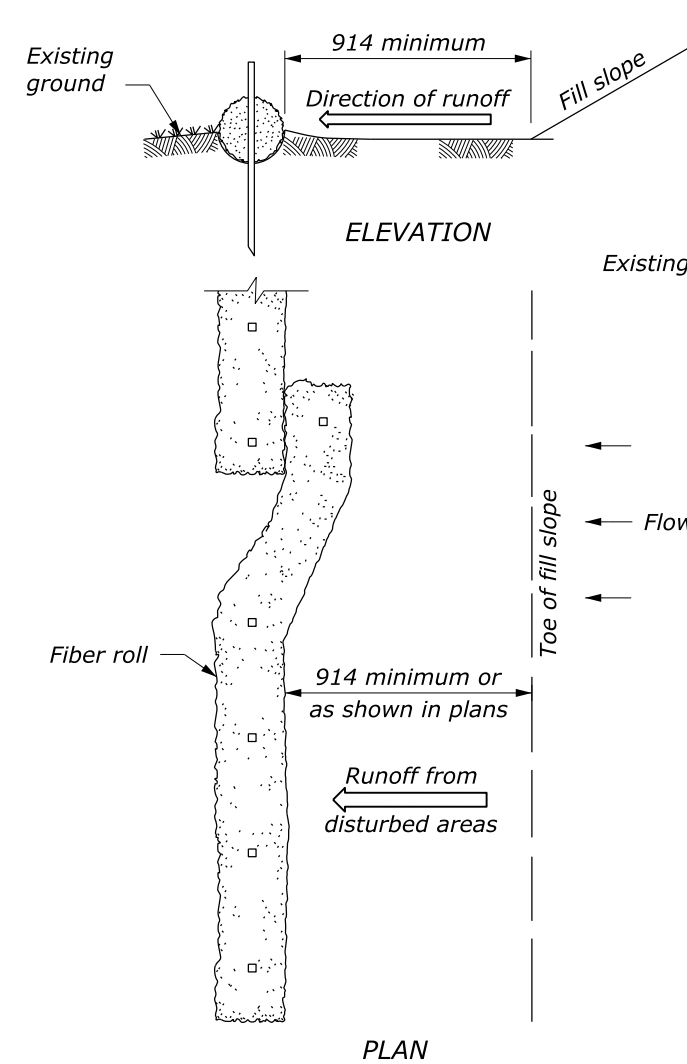 Existing
ground
914 minimum
Direction of runoff
Fill slope
ELEVATION
Existing
Toe of fill slope
Flow
Fiber roll
914 minimum or
as shown in plans
Runoff from
disturbed areas
PLAN